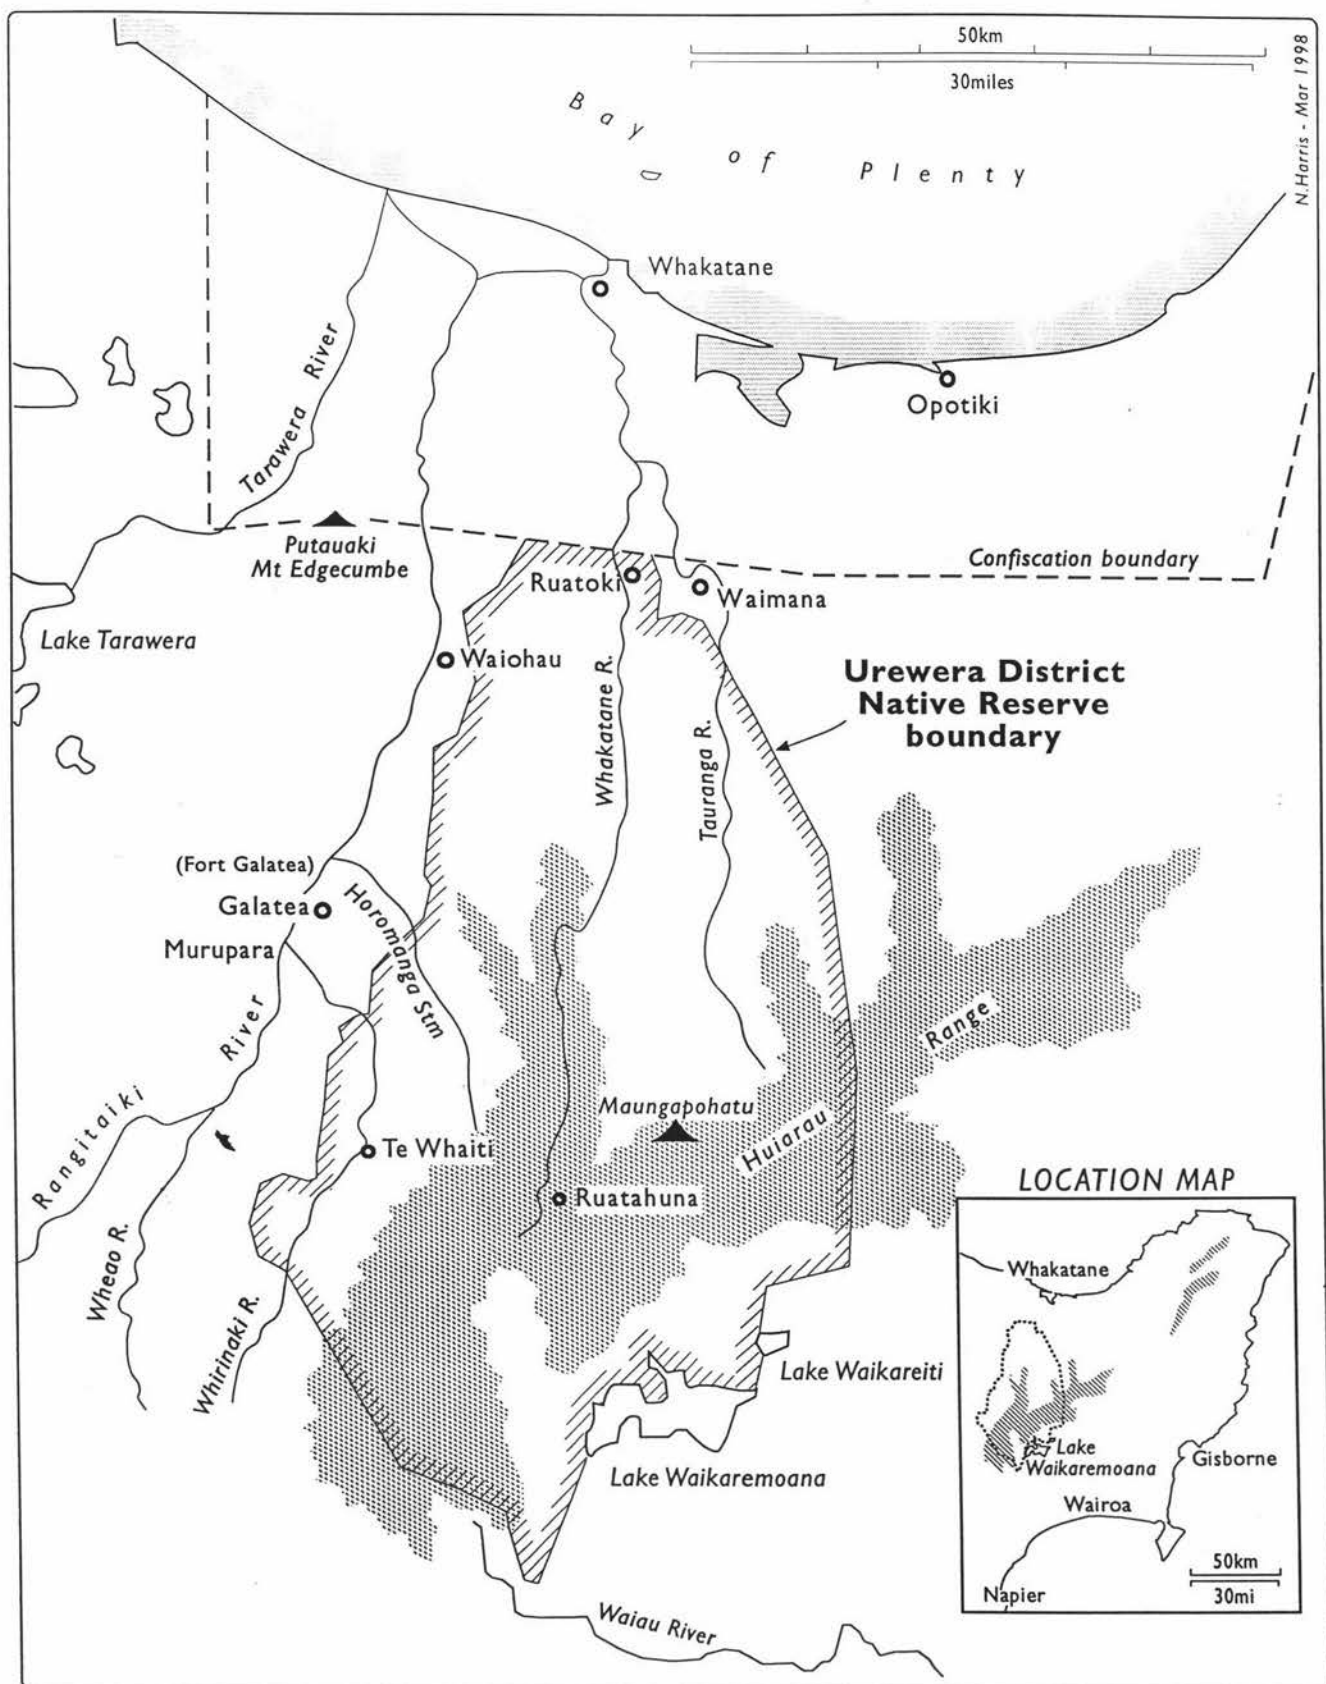 50km
30miles
N.Harris - Mar 1998
Bay of Plenty
Whakatane
Opotiki
Tarawera River
Putauaki
Mt Edgecumbe
Confiscation boundary
Ruatoki
Waimana
Lake Tarawera
Waiohau
Urewera District
Native Reserve
boundary
Whakatane R.
Tauranga R.
(Fort Galatea)
Galatea
Horomanga Stm
Murupara
Rangitaiki River
Huiarau Range
Maungapohatu
Te Whaiti
Ruatahuna
Wheao R.
Whirinaki R.
Lake Waikareiti
Lake Waikaremoana
Waiau River
LOCATION MAP
Whakatane
Lake
Waikaremoana
Gisborne
Wairoa
Napier
50km
30mi